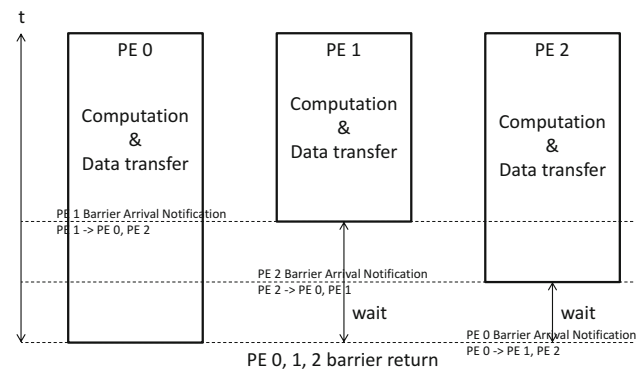 t
PE 0
PE 1
PE 2
Computation
&
Data transfer
Computation
&
Data transfer
Computation
&
Data transfer
PE 1 Barrier Arrival Notification
PE 1 -> PE 0, PE 2
PE 2 Barrier Arrival Notification
PE 2 -> PE 0, PE 1
wait
wait
PE 0 Barrier Arrival Notification
PE 0 -> PE 1, PE 2
PE 0, 1, 2 barrier return